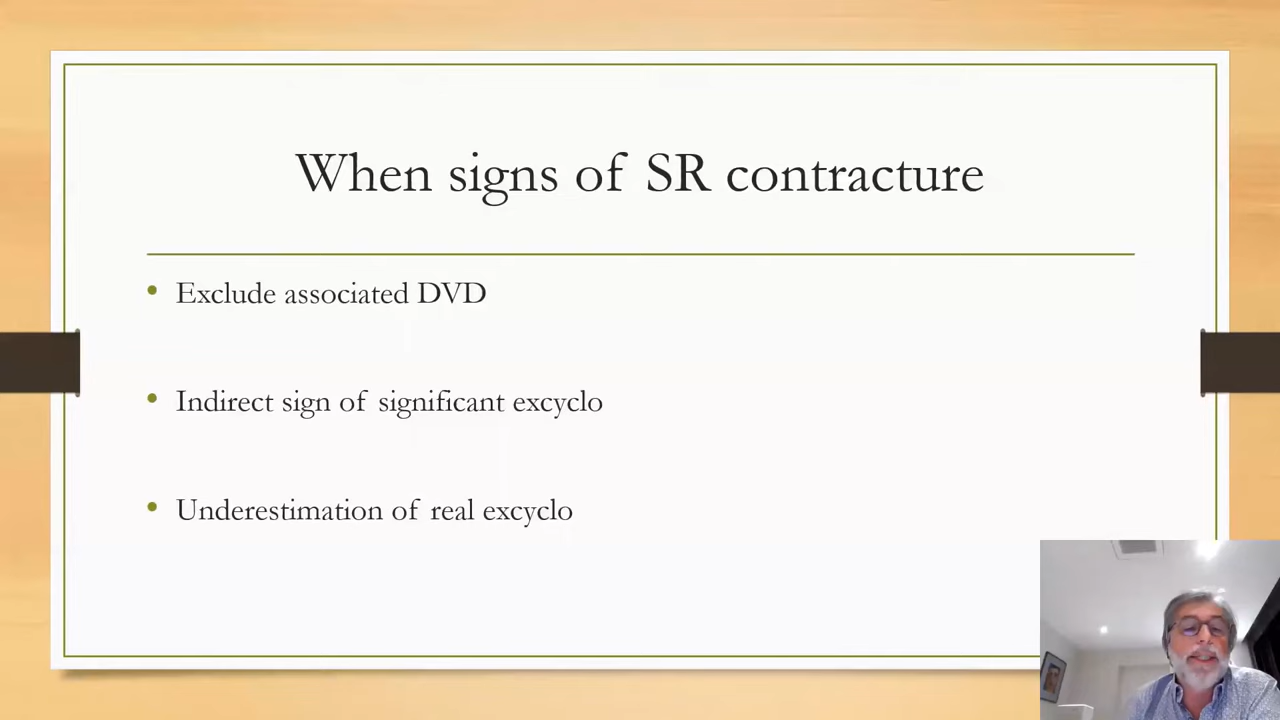 When signs of SR contracture
• Exclude associated DVD
• Indirect sign of significant excyclo
• Underestimation of real excyclo